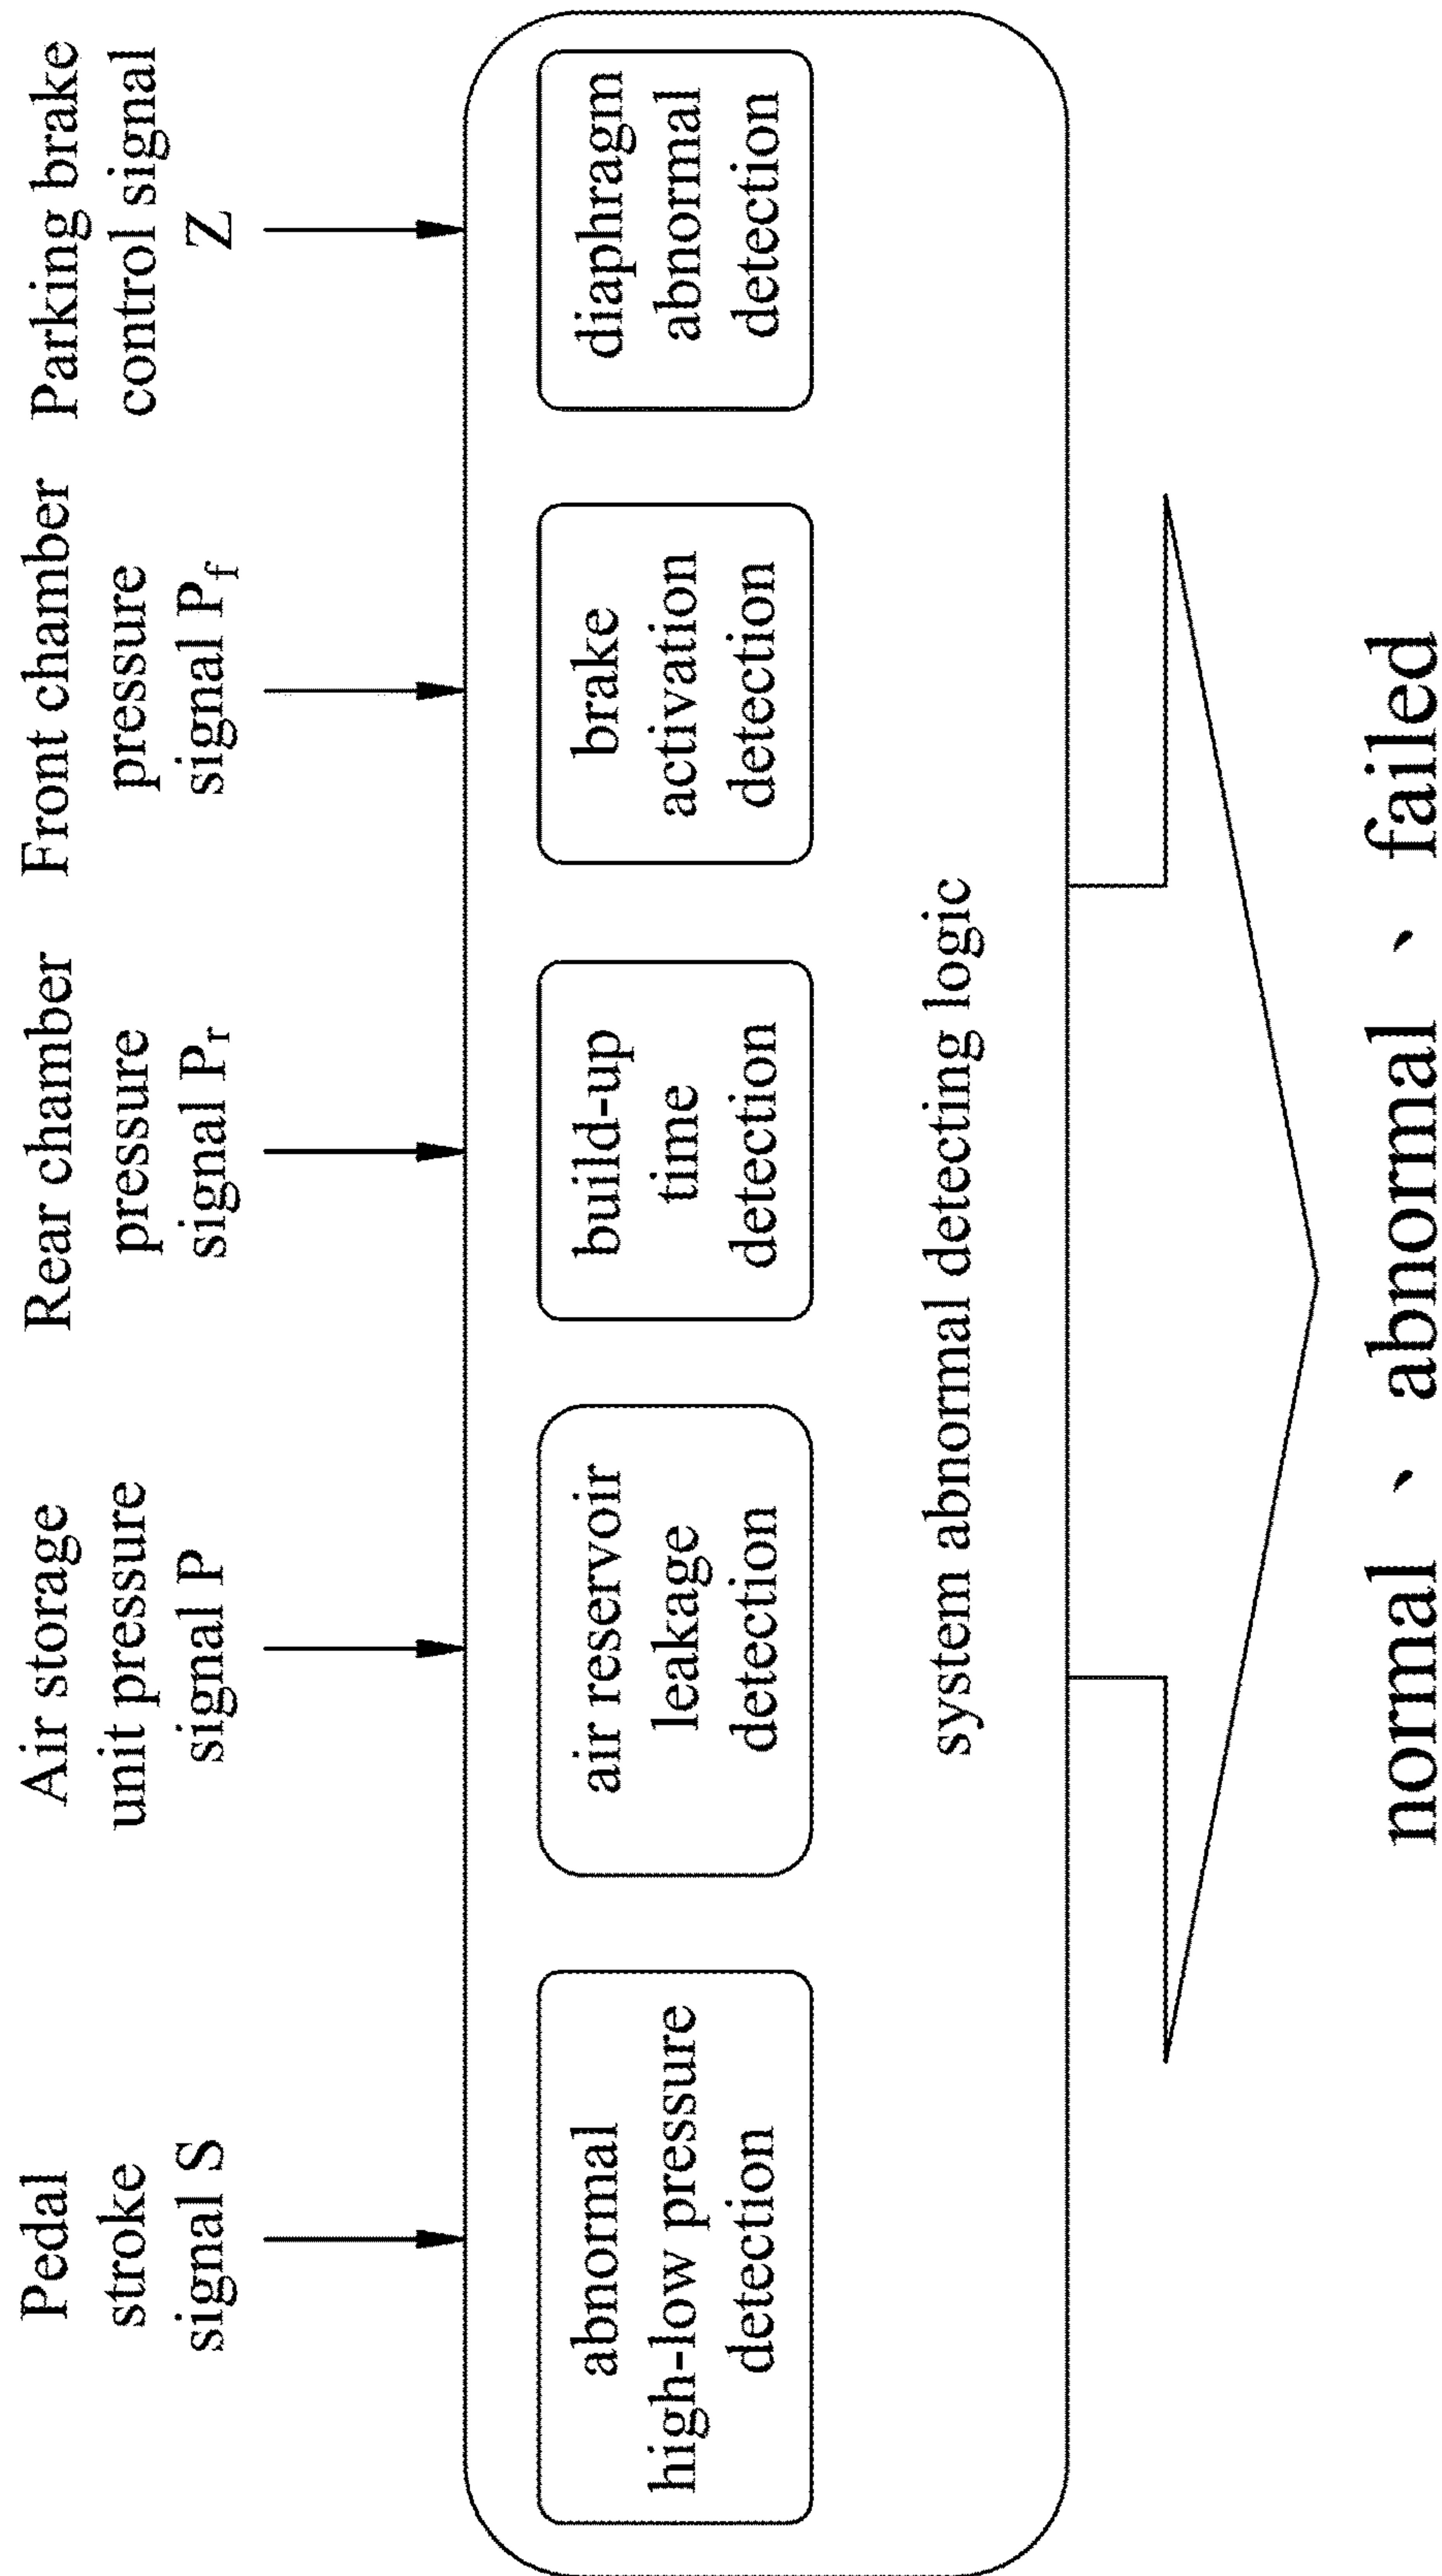 Pedal
stroke
signal S
Air storage
unit pressure
signal P
Rear chamber
pressure
signal Pr
Front chamber
pressure
signal Pf
Parking brake
control signal
Z
abnormal
high-low pressure
detection
air reservoir
leakage
detection
build-up
time
detection
brake
activation
detection
diaphragm
abnormal
detection
system abnormal detecting logic
normal 、 abnormal 、 failed